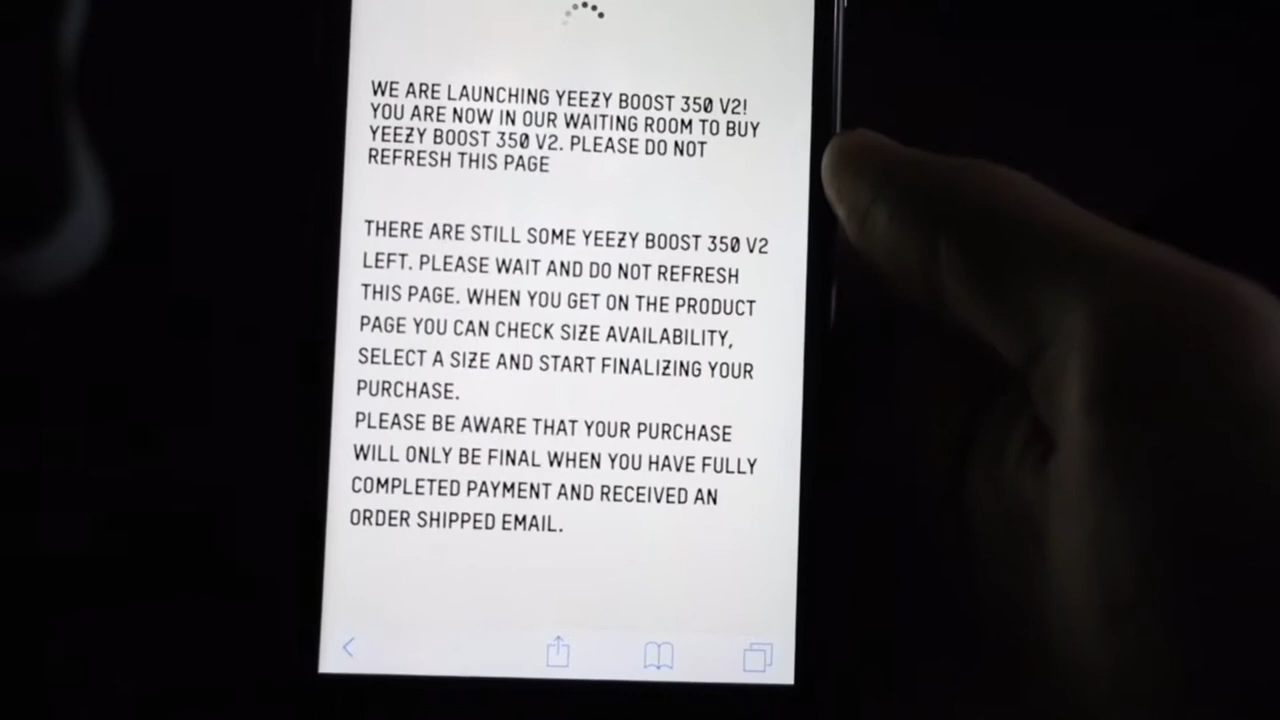 WE ARE LAUNCHING YEEZY BOOST 350 V2!
YOU ARE NOW IN OUR WAITING ROOM TO BUY
YEEZY BOOST 350 V2. PLEASE DO NOT
REFRESH THIS PAGE
THERE ARE STILL SOME YEEZY BOOST 350 V2
LEFT. PLEASE WAIT AND DO NOT REFRESH
THIS PAGE. WHEN YOU GET ON THE PRODUCT
PAGE YOU CAN CHECK SIZE AVAILABILITY,
SELECT A SIZE AND START FINALIZING YOUR
PURCHASE.
PLEASE BE AWARE THAT YOUR PURCHASE
WILL ONLY BE FINAL WHEN YOU HAVE FULLY
COMPLETED PAYMENT AND RECEIVED AN
ORDER SHIPPED EMAIL.